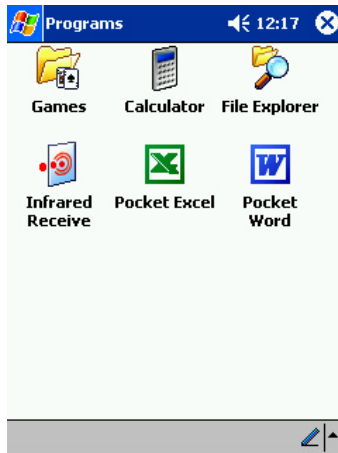 Programs 12:17
Games Calculator File Explorer
Infrared Pocket Excel Pocket
Receive Word